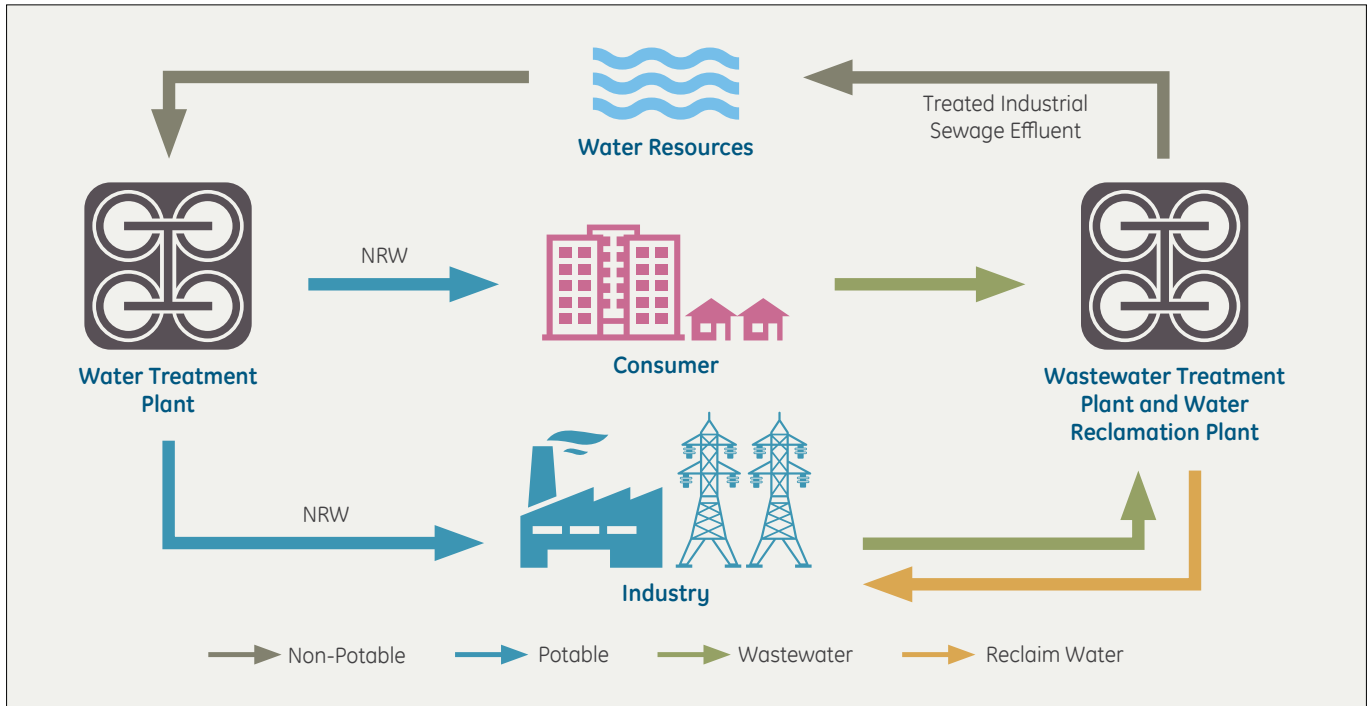 Water Resources
Treated Industrial
Sewage Effluent
NRW
Consumer
Water Treatment
Plant
Wastewater Treatment
Plant and Water
Reclamation Plant
NRW
Industry
Non-Potable
Potable
Wastewater
Reclaim Water